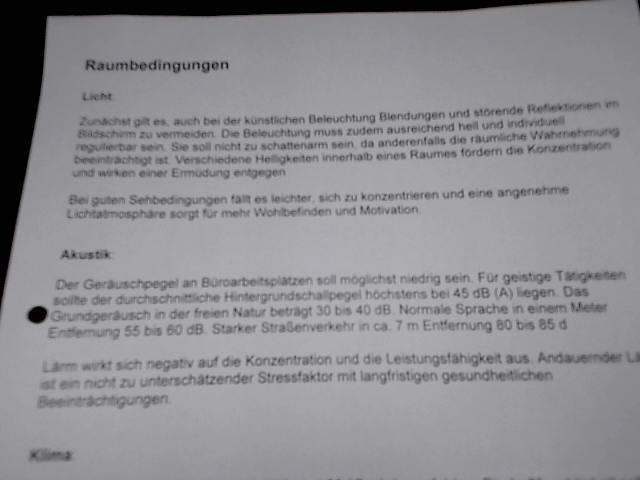 Raumbedingungen
Licht:
Zunächst gilt es, auch bei der künstlichen Beleuchtung Blendungen und störende Reflektionen im
Bildschirm zu vermeiden. Die Beleuchtung muss zudem ausreichend hell und individuell
regulierbar sein. Sie soll nicht zu schattenarm sein, da anderenfalls die räumliche Wahrnehmung
beeinträchtigt ist. Verschiedene Helligkeiten innerhalb eines Raumes fördern die Konzentration
und wirken einer Ermüdung entgegen
Bei guten Sehbedingungen fällt es leichter, sich zu konzentrieren und eine angenehme
Lichtatmosphäre sorgt für mehr Wohlbefinden und Motivation.
Akustik:
Der Geräuschpegel an Büroarbeitsplätzen soll möglichst niedrig sein. Für geistige Tätigkeiten
sollte der durchschnittliche Hintergrundschallpegel höchstens bei 45 dB (A) liegen. Das
Grundgeräusch in der freien Natur beträgt 30 bis 40 dB. Normale Sprache in einem Meter
Entfernung 55 bis 60 dB. Starker Straßenverkehr in ca. 7 m Entfernung 80 bis 85 d
Lärm wirkt sich negativ auf die Konzentration und die Leistungsfähigkeit aus. Andauernder Lä
ist ein nicht zu unterschätzender Stressfaktor mit langfristigen gesundheitlichen
Beeinträchtigungen.
Klima: